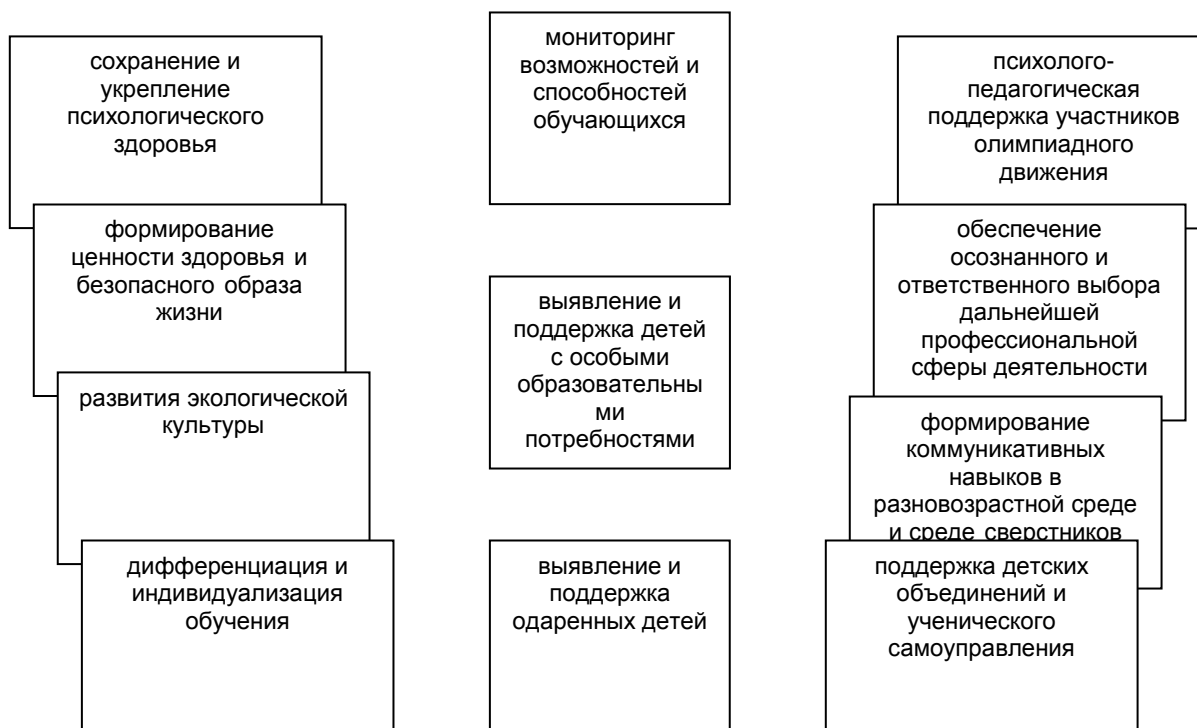 сохранение и
укрепление
психологического
здоровья
формирование
ценности здоровья и
безопасного образа
жизни
развития экологической
культуры
дифференциация и
индивидуализация
обучения
мониторинг
возможностей и
способностей
обучающихся
выявление и
поддержка детей
с особыми
образовательны
ми
потребностями
выявление и
поддержка
одаренных детей
психолого-
педагогическая
поддержка участников
олимпиадного
движения
обеспечение
осознанного и
ответственного выбора
дальнейшей
профессиональной
сферы деятельности
формирование
коммуникативных
навыков в
разновозрастной среде
и среде сверстников
поддержка детских
объединений и
ученического
самоуправления